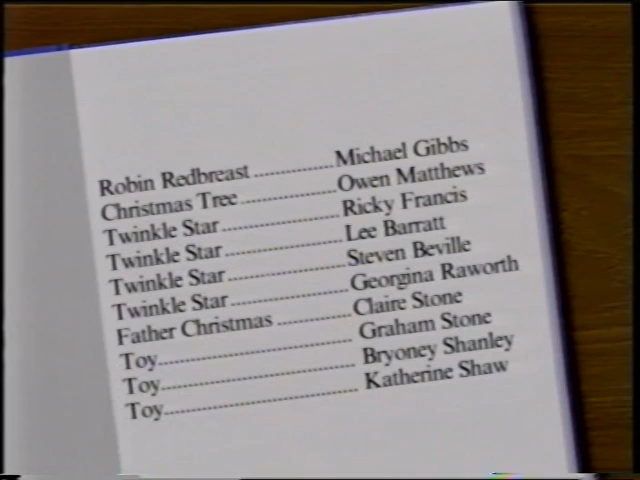 Robin Redbreast ............... Michael Gibbs
Christmas Tree .................. Owen Matthews
Twinkle Star ...................... Ricky Francis
Twinkle Star ...................... Lee Barratt
Twinkle Star ...................... Steven Beville
Twinkle Star ...................... Georgina Raworth
Father Christmas .............. Claire Stone
Toy ..................................... Graham Stone
Toy ..................................... Bryoney Shanley
Toy ..................................... Katherine Shaw